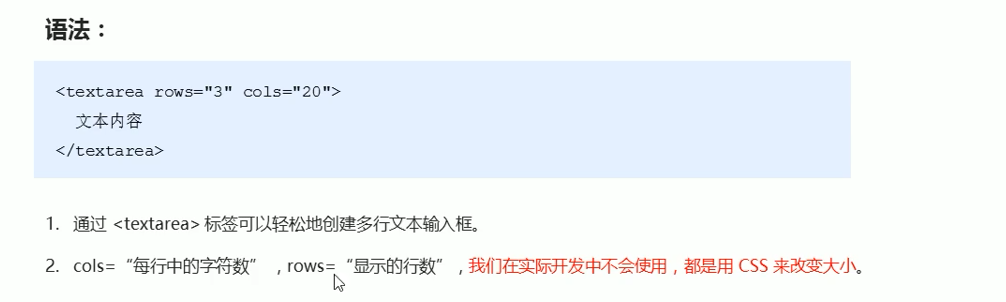 语法：
<textarea rows="3" cols="20">
文本内容
</textarea>
1. 通过 <textarea> 标签可以轻松地创建多行文本输入框。
2. cols=“每行中的字符数” ，rows=“显示的行数”，我们在实际开发中不会使用，都是用 CSS 来改变大小。